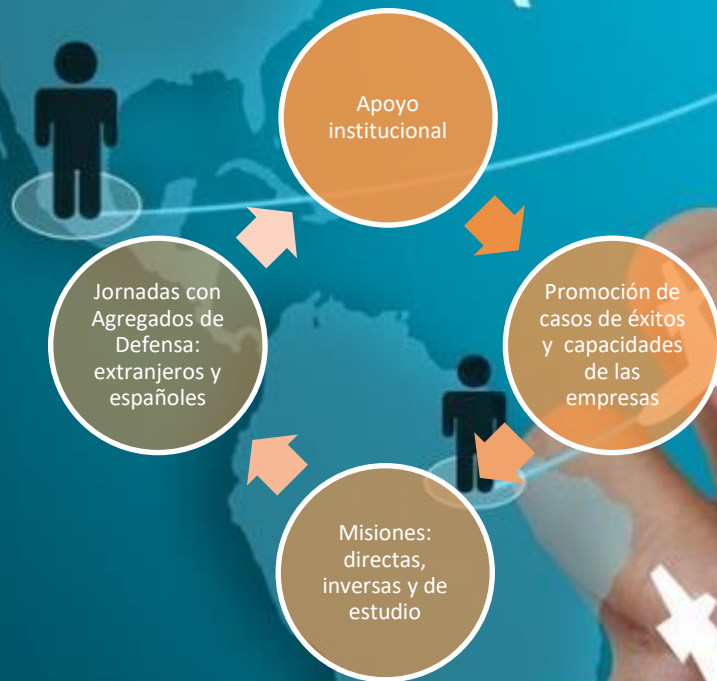 Apoyo
institucional
Promoción de
casos de éxitos
y capacidades
de las
empresas
Misiones:
directas,
inversas y de
estudio
Jornadas con
Agregados de
Defensa:
extranjeros y
españoles